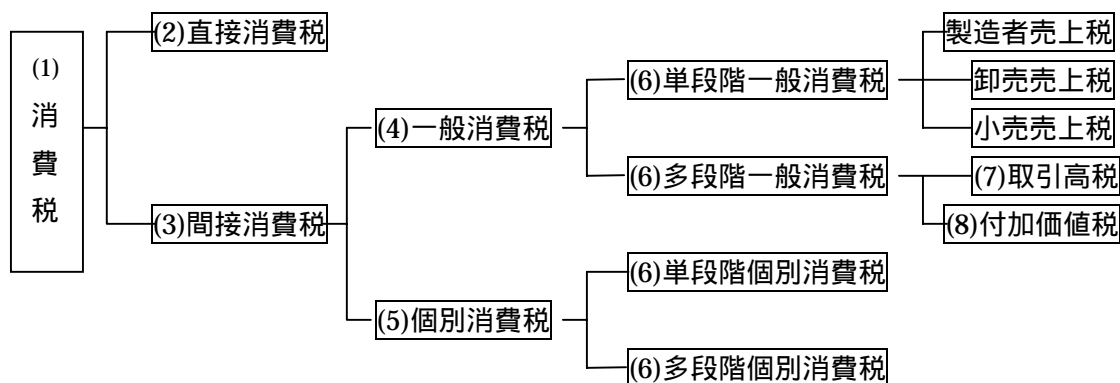 (1)
消
費
税
(2)直接消費税
(3)間接消費税
(4)一般消費税
(5)個別消費税
(6)単段階一般消費税
(6)多段階一般消費税
(6)単段階個別消費税
(6)多段階個別消費税
製造者売上税
卸売売上税
小売売上税
(7)取引高税
(8)付加価値税